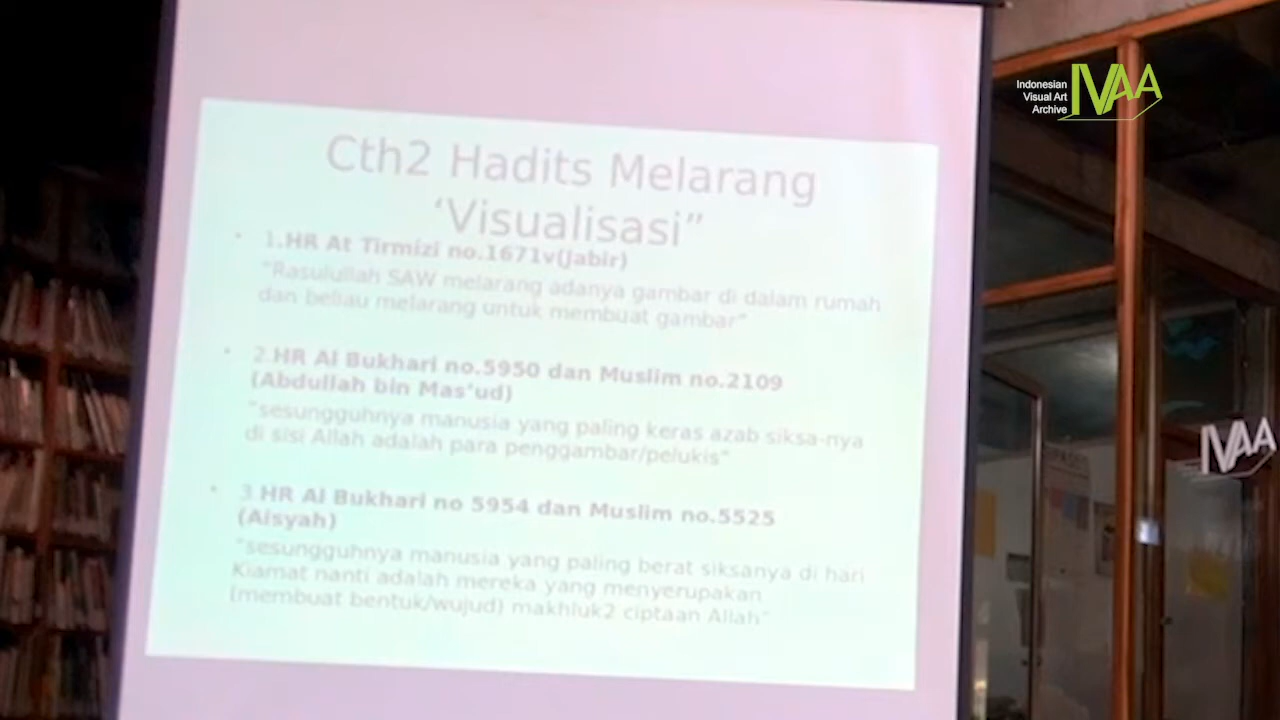 Indonesian
Visual Art
Archive
IVAA
Cth2 Hadits Melarang
‘Visualisasi”
• 1.HR At Tirmizi no.1671v(Jabir)
“Rasulullah SAW melarang adanya gambar di dalam rumah
dan beliau melarang untuk membuat gambar”
• 2.HR Al Bukhari no.5950 dan Muslim no.2109
(Abdullah bin Mas’ud)
“sesungguhnya manusia yang paling keras azab siksa-nya
di sisi Allah adalah para penggambar/pelukis”
• 3.HR Al Bukhari no 5954 dan Muslim no.5525
(Aisyah)
“sesungguhnya manusia yang paling berat siksanya di hari
Kiamat nanti adalah mereka yang menyerupakan
(membuat bentuk/wujud) makhluk2 ciptaan Allah”
IVAA